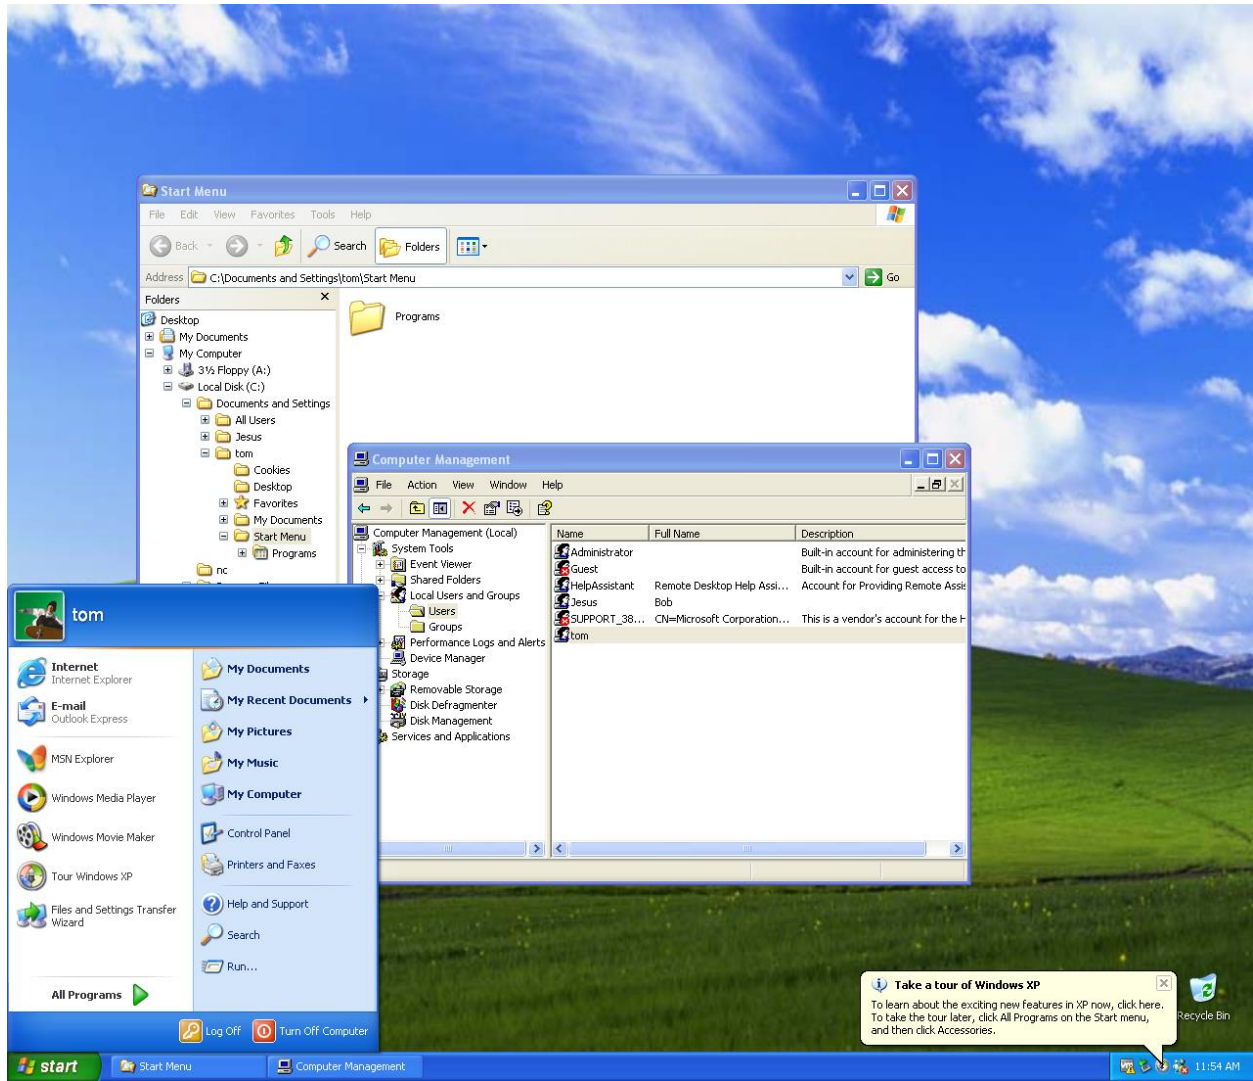 Start Menu
File Edit View Favorites Tools Help
Back Search Folders
Address C:\Documents and Settings\tom\Start Menu Go
Folders
Desktop
My Documents
My Computer
3½ Floppy (A:)
Local Disk (C:)
Documents and Settings
All Users
Jesus
tom
Cookies
Desktop
Favorites
My Documents
Start Menu
Programs
nc
Programs
Computer Management
File Action View Window Help
Computer Management (Local)
System Tools
Event Viewer
Shared Folders
Local Users and Groups
Users
Groups
Performance Logs and Alerts
Device Manager
Storage
Removable Storage
Disk Defragmenter
Disk Management
Services and Applications
Name Full Name Description
Administrator Built-in account for administering th
Guest Built-in account for guest access to
HelpAssistant Remote Desktop Help Assi... Account for Providing Remote Assis
Jesus Bob
SUPPORT_38... CN=Microsoft Corporation... This is a vendor's account for the H
tom
tom
Internet
Internet Explorer
E-mail
Outlook Express
MSN Explorer
Windows Media Player
Windows Movie Maker
Tour Windows XP
Files and Settings Transfer
Wizard
All Programs
My Documents
My Recent Documents
My Pictures
My Music
My Computer
Control Panel
Printers and Faxes
Help and Support
Search
Run...
Log Off Turn Off Computer
Take a tour of Windows XP
To learn about the exciting new features in XP now, click here.
To take the tour later, click All Programs on the Start menu,
and then click Accessories.
Recycle Bin
start Start Menu Computer Management 11:54 AM